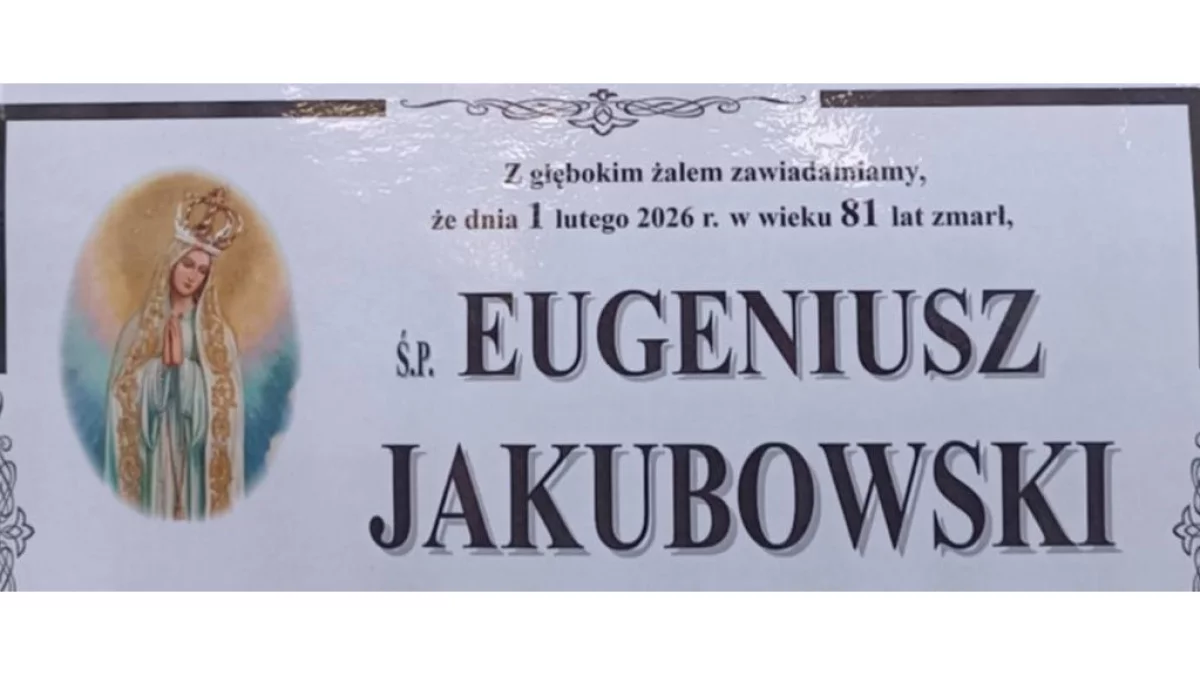 Z głębokim żalem zawiadamiamy,
że dnia 1 lutego 2026 r. w wieku 81 lat zmarł,
Ś.P. EUGENIUSZ
JAKUBOWSKI